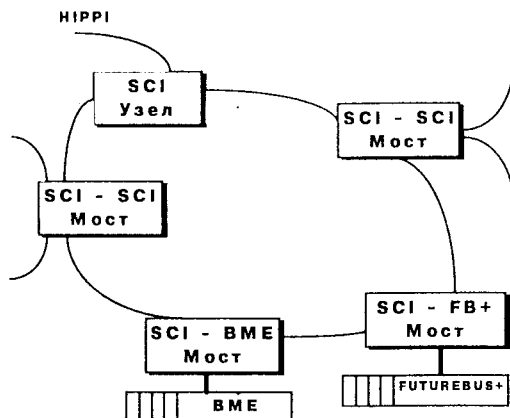 HIPPI
SCI
Узел
SCI - SCI
Мост
SCI - SCI
Мост
SCI - FB+
Мост
SCI - BME
Мост
FUTUREBUS+
BME